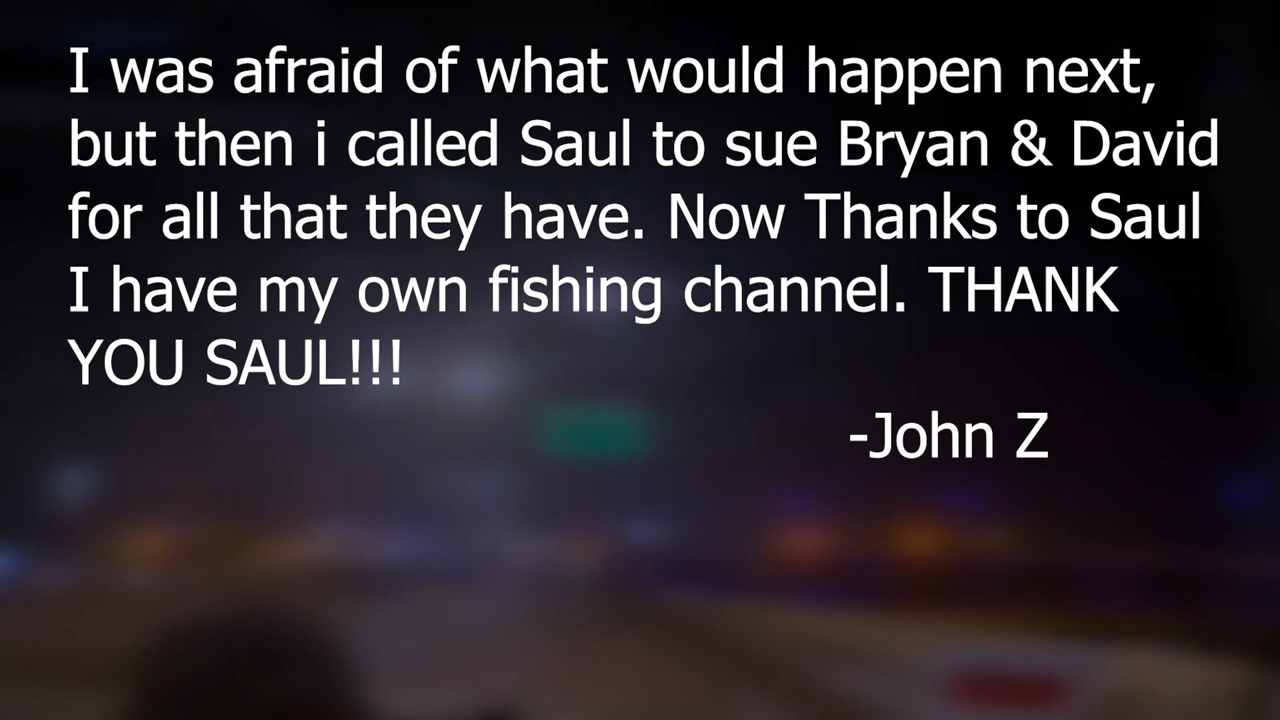 I was afraid of what would happen next,
but then i called Saul to sue Bryan & David
for all that they have. Now Thanks to Saul
I have my own fishing channel. THANK
YOU SAUL!!!
-John Z